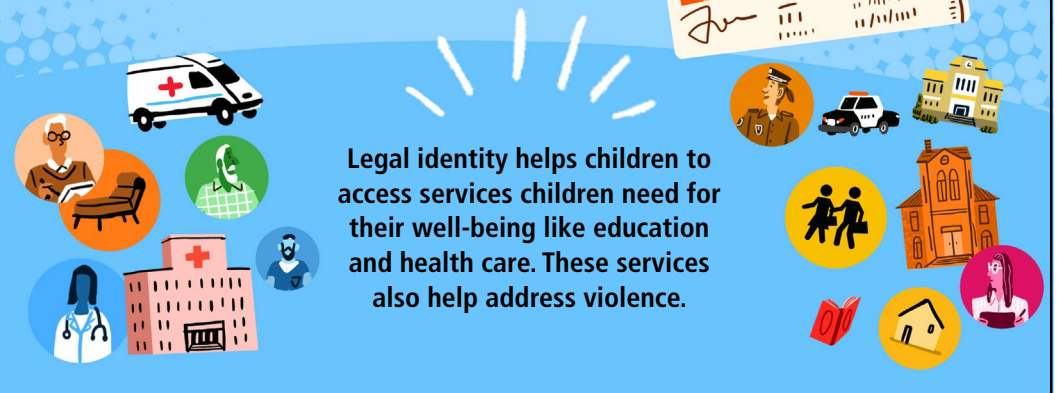 Legal identity helps children to
access services children need for
their well-being like education
and health care. These services
also help address violence.